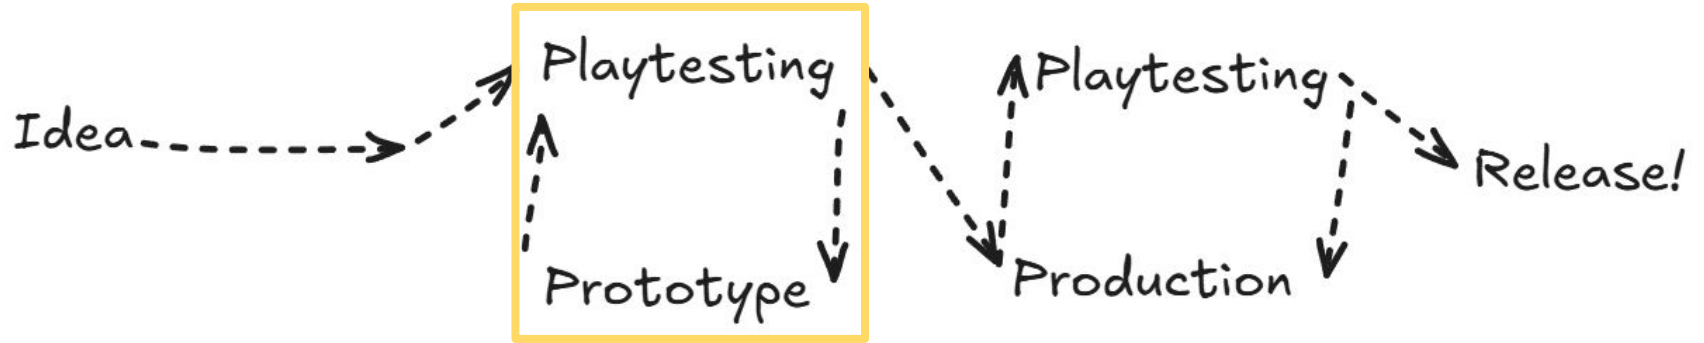 Idea
Playtesting
Prototype
Playtesting
Production
Release!